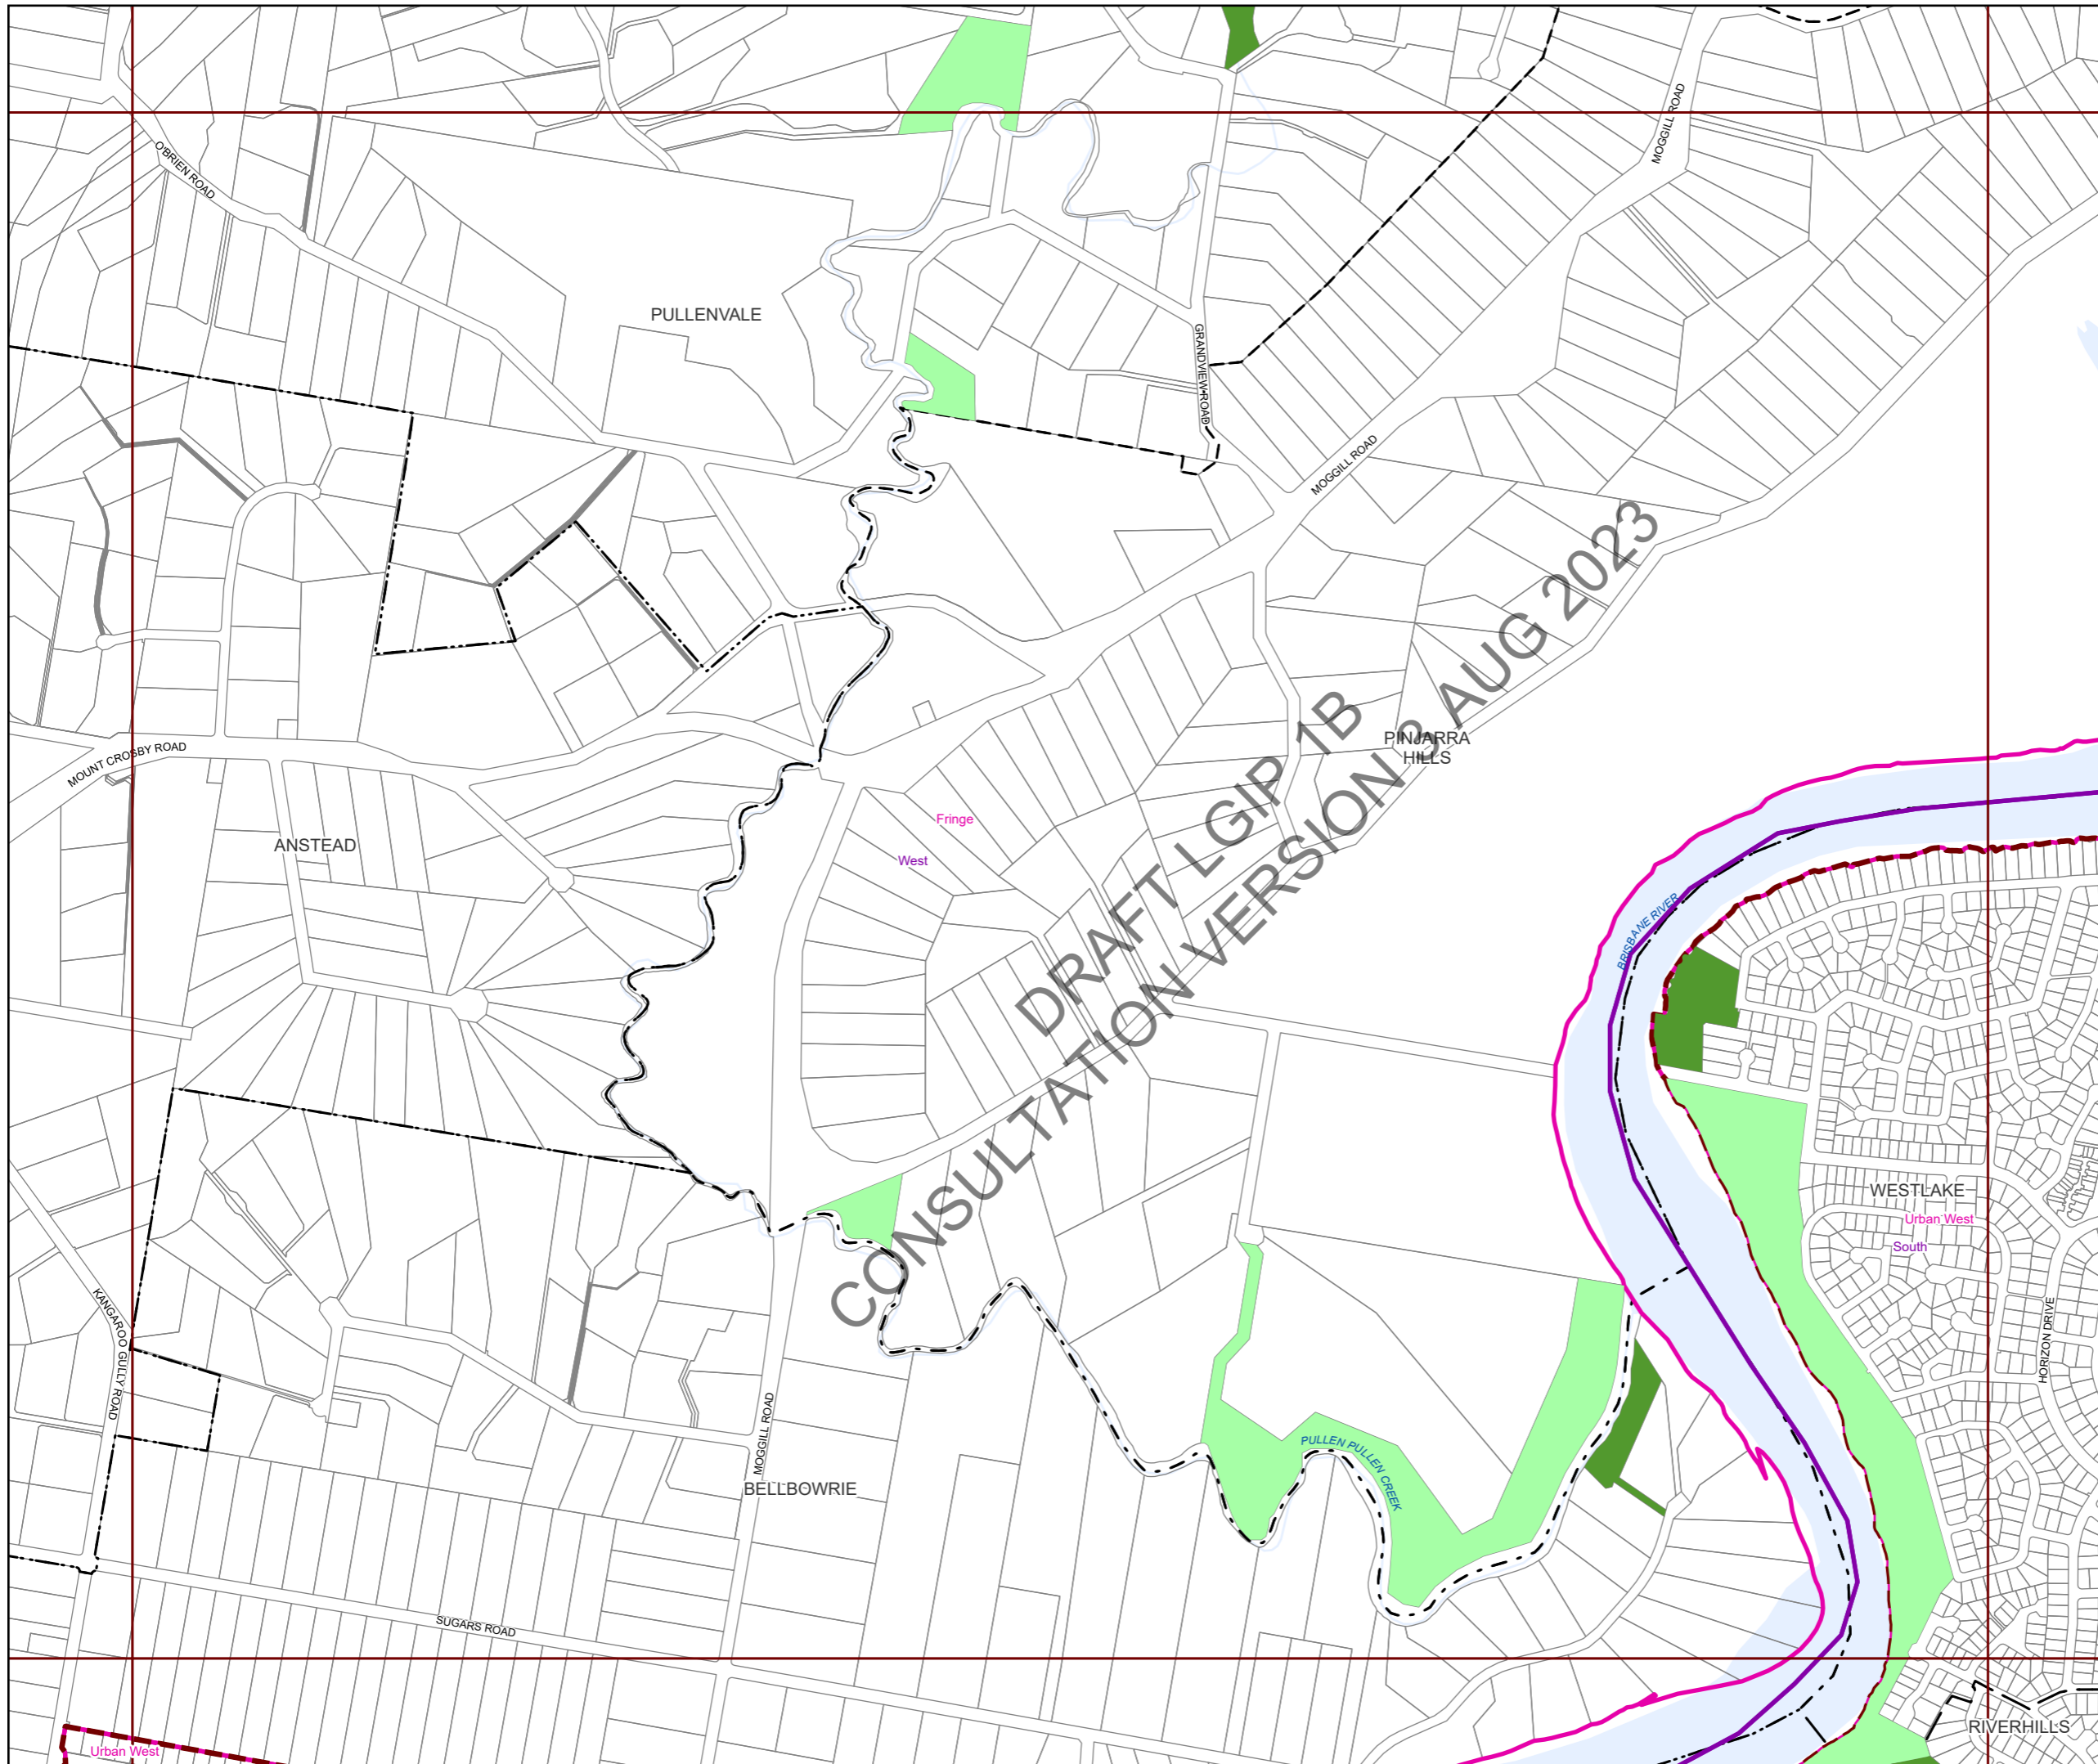 MOGGILL ROAD
O'BRIEN ROAD
PULLENVALE
GRANDVIEW ROAD
MOGGILL ROAD
DRAFT LGIP 1B
CONSULTATION VERSION 3 AUG 2023
PINJARRA
HILLS
MOUNT CROSBY ROAD
Fringe
ANSTEAD
West
BRISBANE RIVER
WESTLAKE
Urban West
South
KANGAROO GULLY ROAD
HORIZON DRIVE
MOGGILL ROAD
PULLEN PULLEN CREEK
BELLBOWRIE
SUGARS ROAD
RIVERHILLS
Urban West